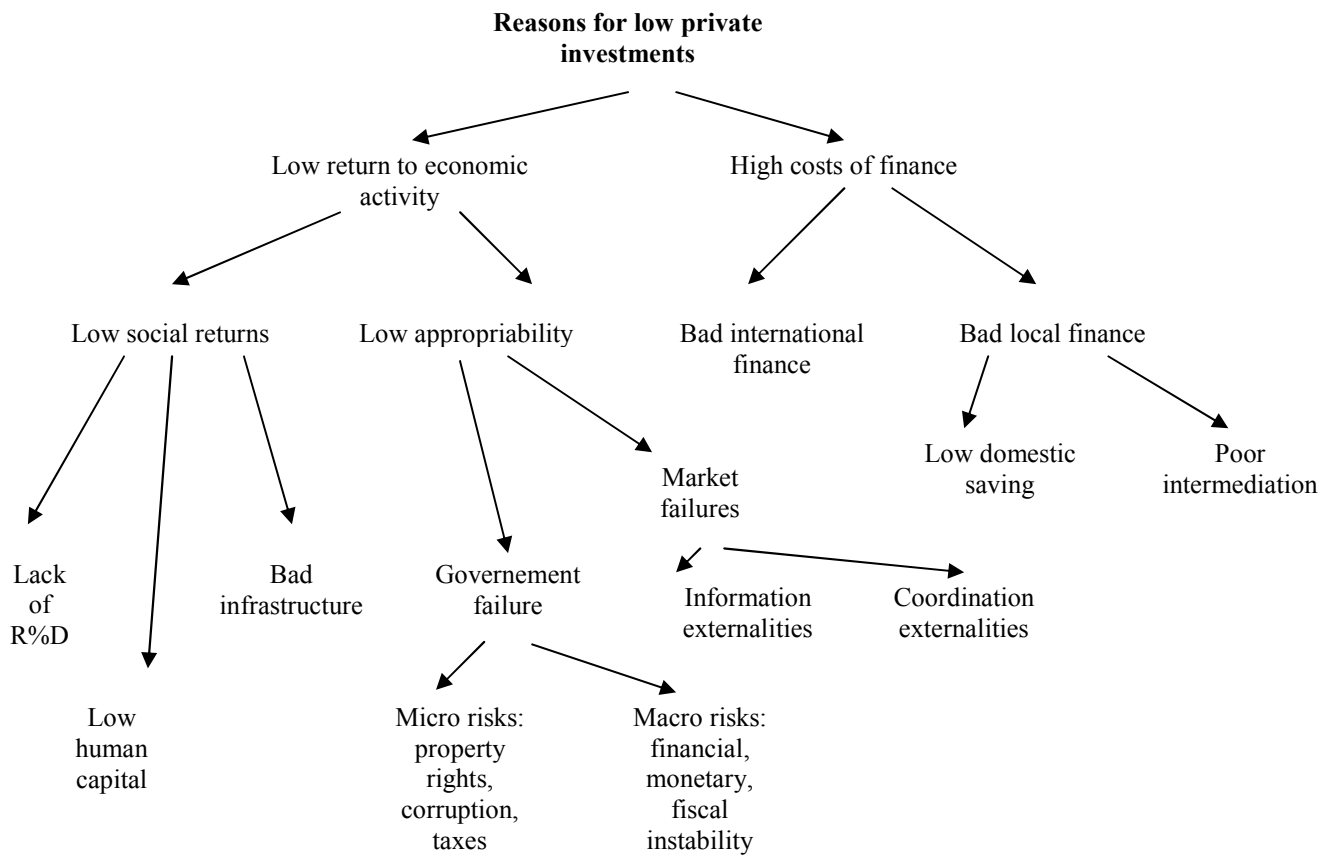 Reasons for low private
investments
Low return to economic
activity
High costs of finance
Low social returns
Low appropriability
Bad international
finance
Bad local finance
Low domestic
saving
Poor
intermediation
Market
failures
Lack
of
R%D
Bad
infrastructure
Governement
failure
Information
externalities
Coordination
externalities
Low
human
capital
Micro risks:
property
rights,
corruption,
taxes
Macro risks:
financial,
monetary,
fiscal
instability